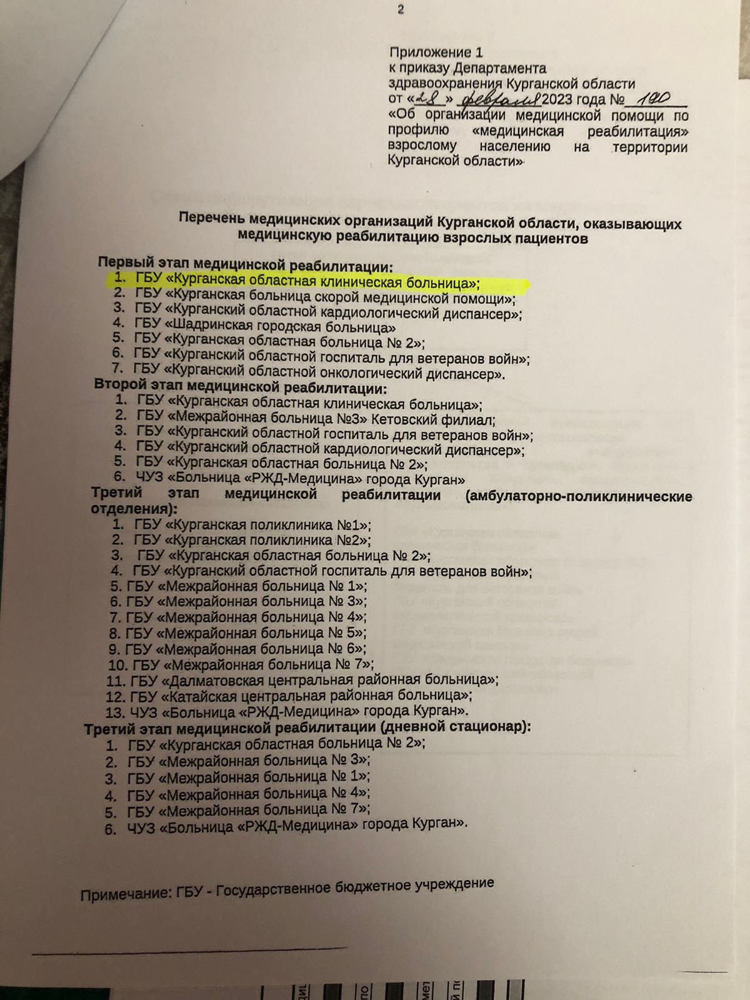 2
Приложение 1
к приказу Департамента
здравоохранения Курганской области
от «28» февраля 2023 года № 190
«Об организации медицинской помощи по
профилю «медицинская реабилитация»
взрослому населению на территории
Курганской области»
Перечень медицинских организаций Курганской области, оказывающих
медицинскую реабилитацию взрослых пациентов
Первый этап медицинской реабилитации:
1. ГБУ «Курганская областная клиническая больница»;
2. ГБУ «Курганская больница скорой медицинской помощи»;
3. ГБУ «Курганский областной кардиологический диспансер»;
4. ГБУ «Шадринская городская больница»
5. ГБУ «Курганская областная больница № 2»;
6. ГБУ «Курганский областной госпиталь для ветеранов войн»;
7. ГБУ «Курганский областной онкологический диспансер».
Второй этап медицинской реабилитации:
1. ГБУ «Курганская областная клиническая больница»;
2. ГБУ «Межрайонная больница №3» Кетовский филиал;
3. ГБУ «Курганский областной госпиталь для ветеранов войн»;
4. ГБУ «Курганский областной кардиологический диспансер»;
5. ГБУ «Курганская областная больница № 2»;
6. ЧУЗ «Больница «РЖД-Медицина» города Курган»
Третий этап медицинской реабилитации (амбулаторно-поликлинические
отделения):
1. ГБУ «Курганская поликлиника №1»;
2. ГБУ «Курганская поликлиника №2»;
3. ГБУ «Курганская областная больница № 2»;
4. ГБУ «Курганский областной госпиталь для ветеранов войн»;
5. ГБУ «Межрайонная больница № 1»;
6. ГБУ «Межрайонная больница № 3»;
7. ГБУ «Межрайонная больница № 4»;
8. ГБУ «Межрайонная больница № 5»;
9. ГБУ «Межрайонная больница № 6»;
10. ГБУ «Межрайонная больница № 7»;
11. ГБУ «Далматовская центральная районная больница»;
12. ГБУ «Катайская центральная районная больница»;
13. ЧУЗ «Больница «РЖД-Медицина» города Курган».
Третий этап медицинской реабилитации (дневной стационар):
1. ГБУ «Курганская областная больница № 2»;
2. ГБУ «Межрайонная больница № 3»;
3. ГБУ «Межрайонная больница № 1»;
4. ГБУ «Межрайонная больница № 4»;
5. ГБУ «Межрайонная больница № 7»;
6. ЧУЗ «Больница «РЖД-Медицина» города Курган».
Примечание: ГБУ - Государственное бюджетное учреждение